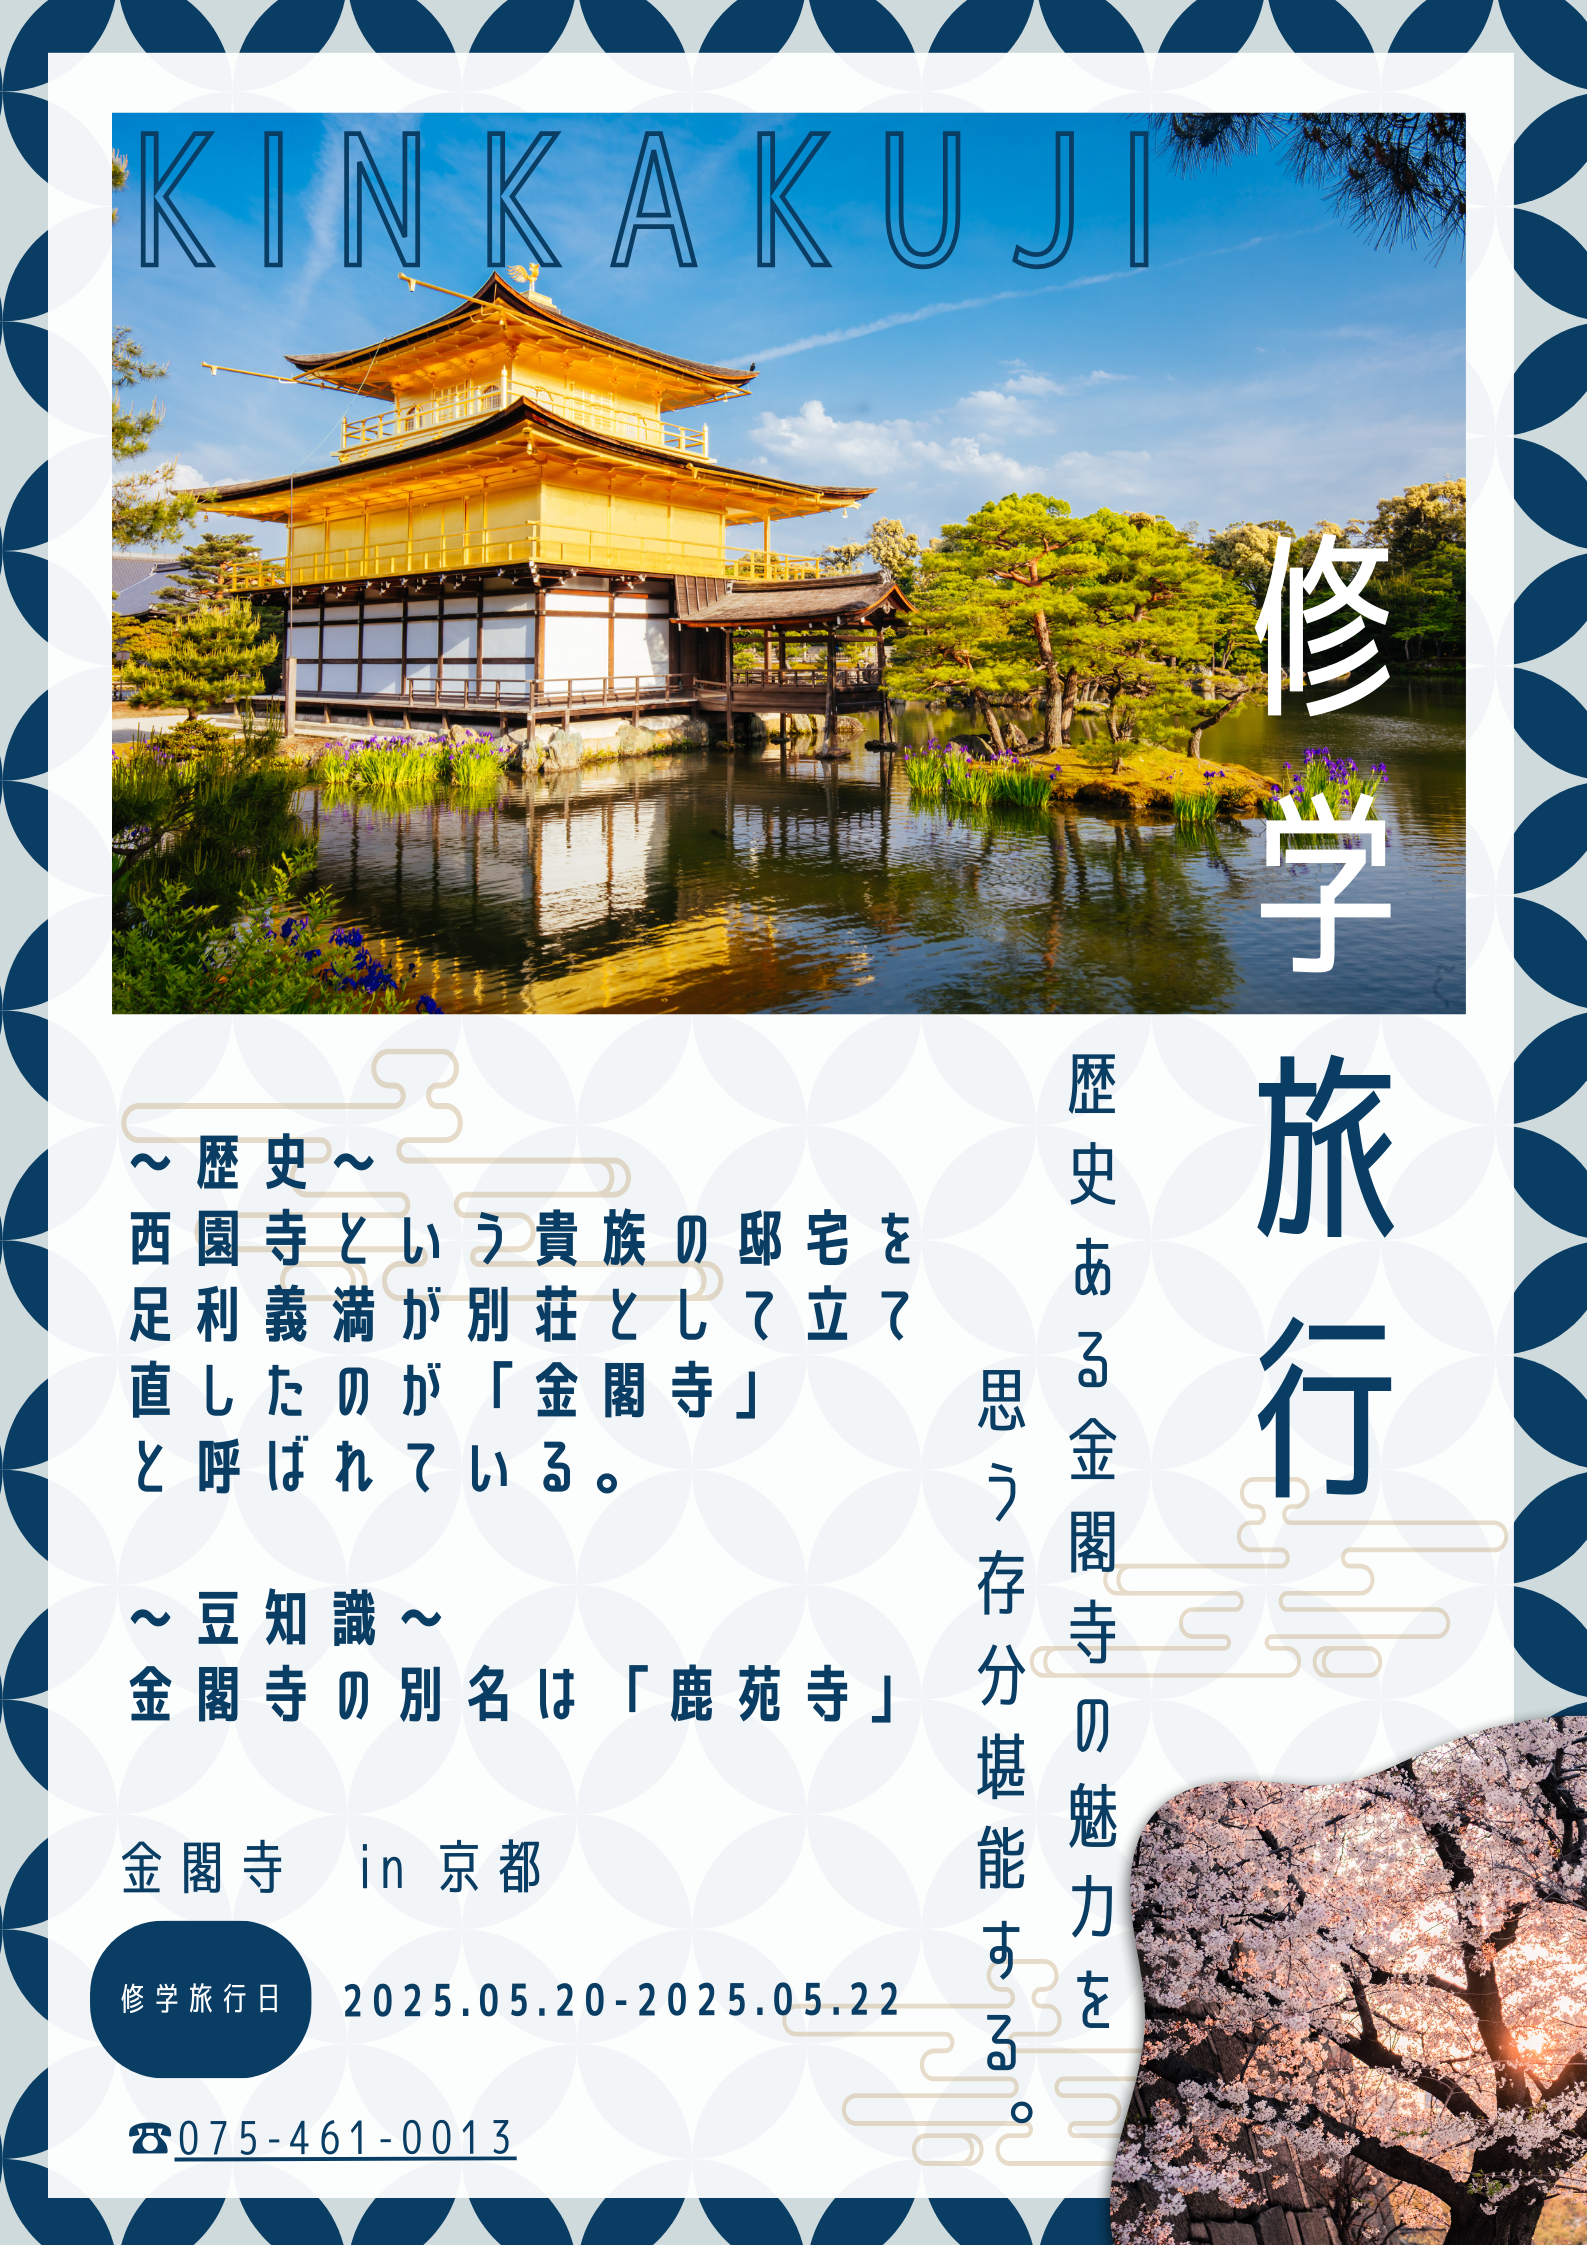 KINKAKUJI
修学旅行
歴史ある金閣寺の魅力を
思う存分堪能する。
～歴史～
西園寺という貴族の邸宅を
足利義満が別荘として立て
直したのが「金閣寺」
と呼ばれている。
～豆知識～
金閣寺の別名は「鹿苑寺」
金閣寺　in 京都
修学旅行日
2025.05.20-2025.05.22
☎075-461-0013